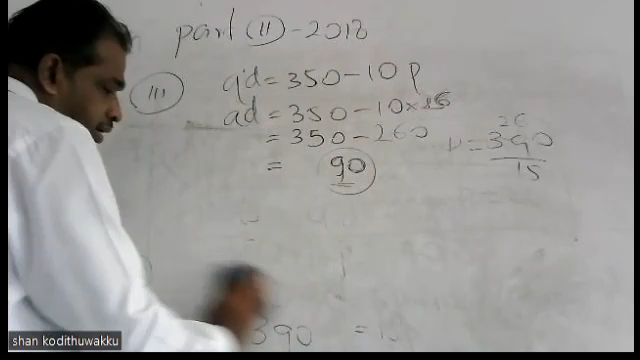 part (II) - 2018
(III)
qd = 350 - 10 p
qd = 350 - 10 × 26
= 350 - 260
= 90
26
p = 390
15
390 =
shan kodithuwakku